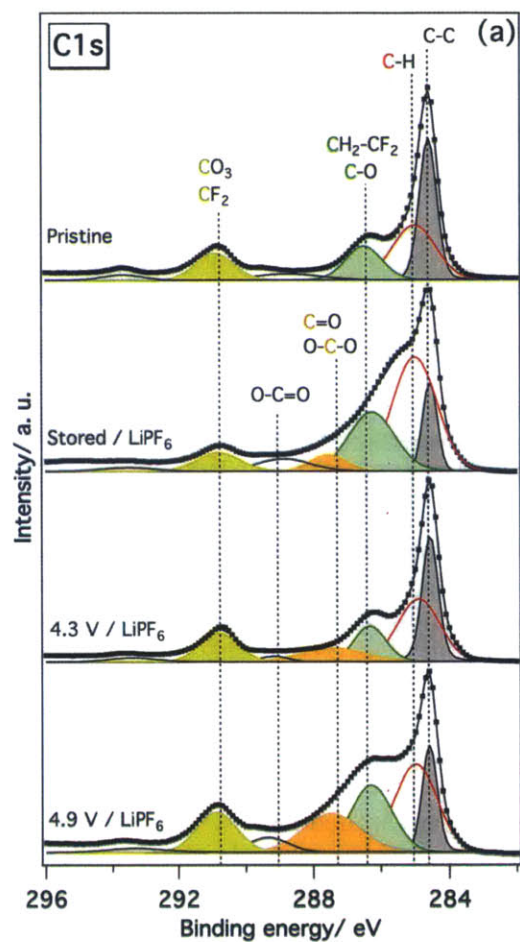 C1s
(a)
C-C
C-H
CH₂-CF₂
C-O
CO₃
CF₂
Pristine
C=O
O-C-O
O-C=O
Stored / LiPF₆
4.3 V / LiPF₆
4.9 V / LiPF₆
Intensity/ a. u.
296
292
288
284
Binding energy/ eV